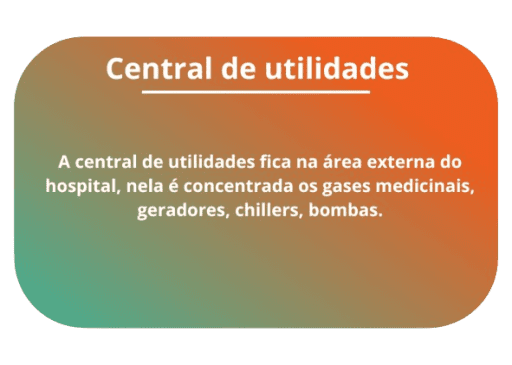 Central de utilidades
A central de utilidades fica na área externa do
hospital, nela é concentrada os gases medicinais,
geradores, chillers, bombas.